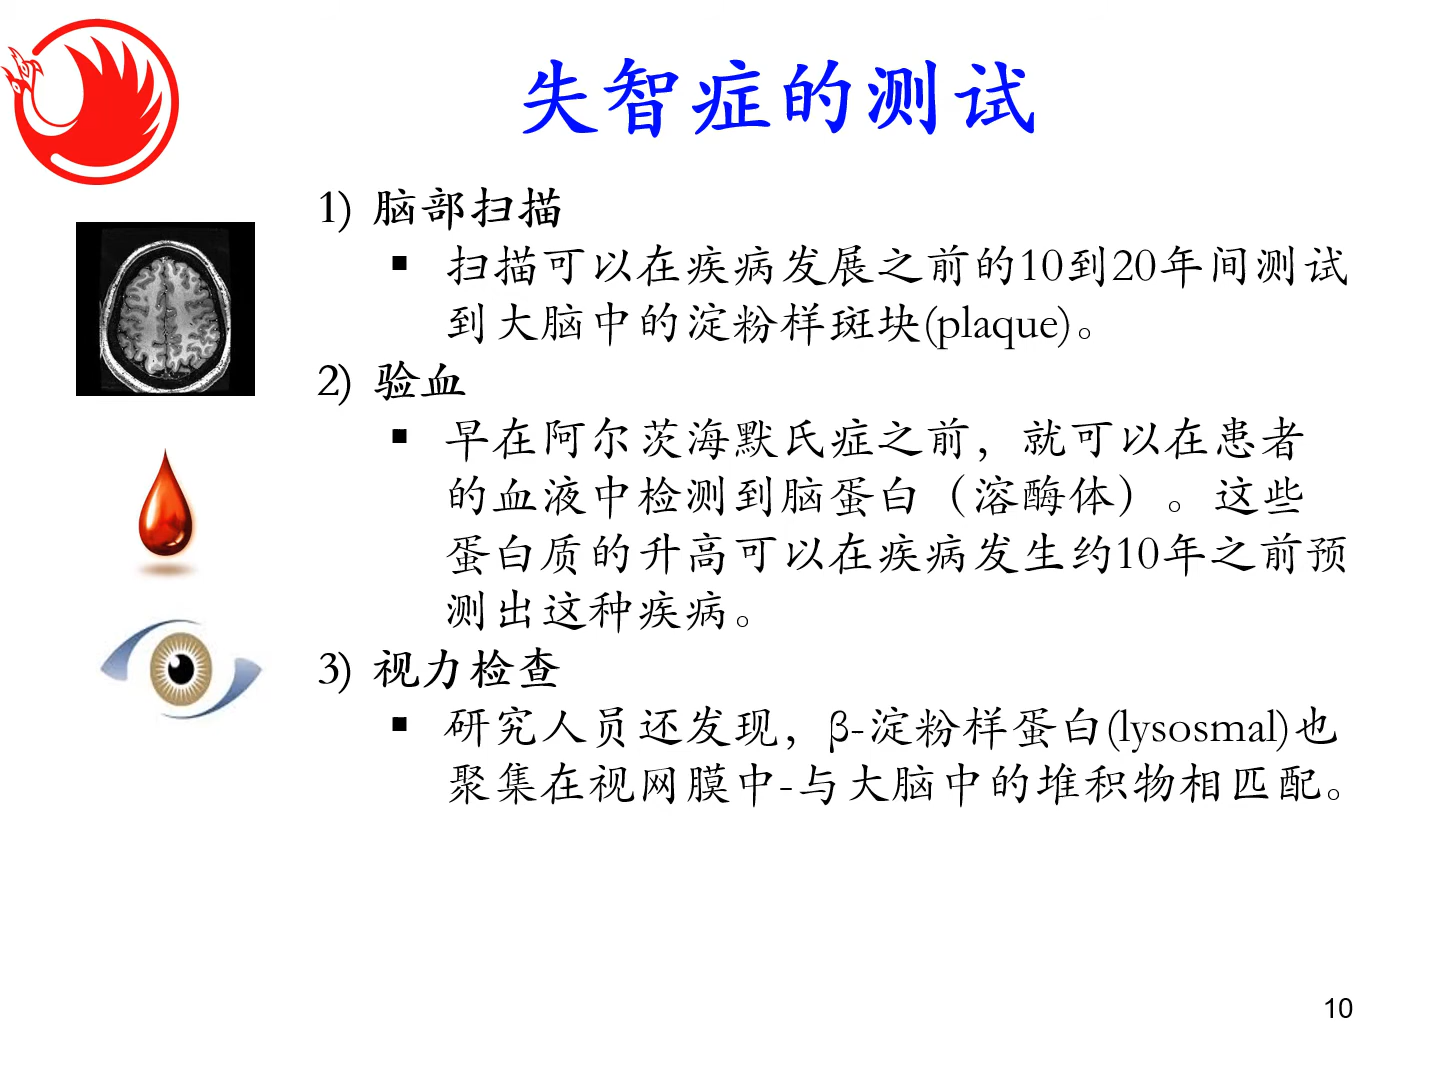 失智症的测试
1) 脑部扫描
▪ 扫描可以在疾病发展之前的10到20年间测试
到大脑中的淀粉样斑块(plaque)。
2) 验血
▪ 早在阿尔茨海默氏症之前，就可以在患者
的血液中检测到脑蛋白（溶酶体）。这些
蛋白质的升高可以在疾病发生约10年之前预
测出这种疾病。
3) 视力检查
▪ 研究人员还发现，β-淀粉样蛋白(lysosmal)也
聚集在视网膜中-与大脑中的堆积物相匹配。
10